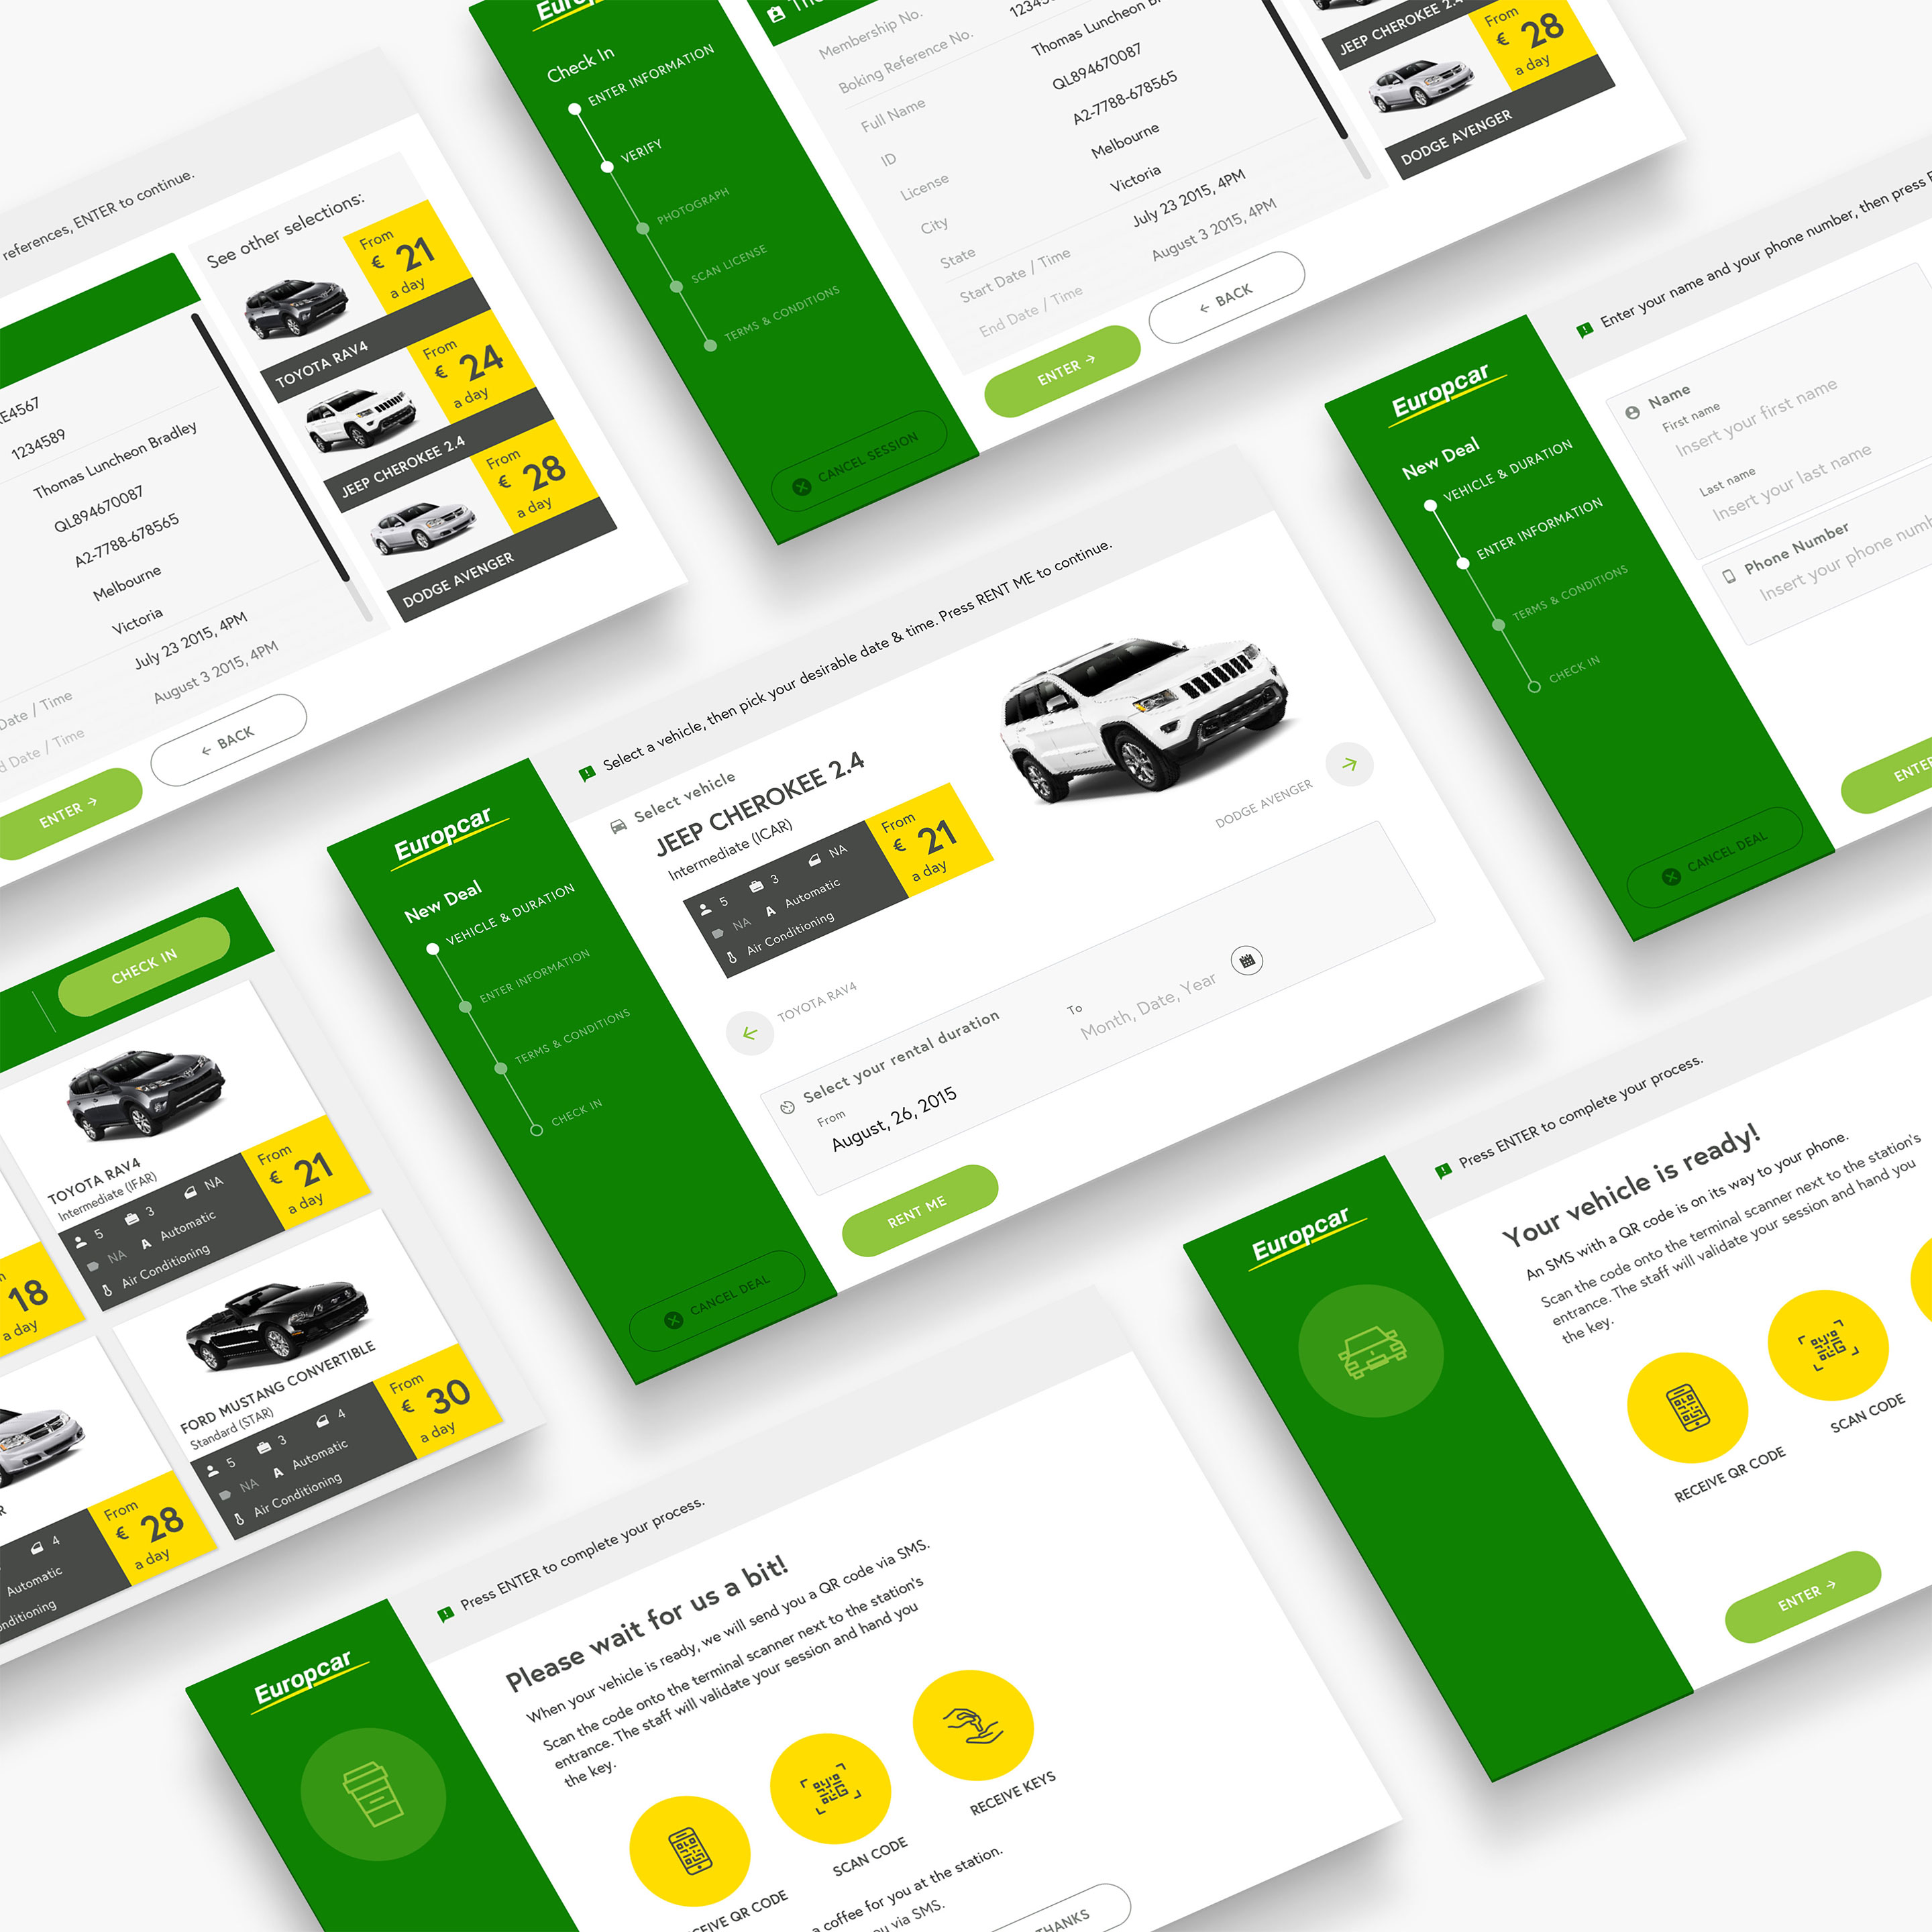 references, ENTER to continue.
E4567
1234589
Thomas Luncheon Bradley
QL894670087
A2-7788-678565
Melbourne
Victoria
Date / Time
July 23 2015, 4PM
Date / Time
August 3 2015, 4PM
ENTER →
← BACK
See other selections:
From
€ 21
a day
TOYOTA RAV4
From
€ 24
a day
JEEP CHEROKEE 2.4
From
€ 28
a day
DODGE AVENGER
Check In
ENTER INFORMATION
VERIFY
PHOTOGRAPH
SCAN LICENSE
TERMS & CONDITIONS
CANCEL SESSION
Membership No.
Boking Reference No.
Full Name
Thomas Luncheon
ID
QL894670087
License
A2-7788-678565
City
Melbourne
State
Victoria
Start Date / Time
July 23 2015, 4PM
End Date / Time
August 3 2015, 4PM
ENTER →
← BACK
JEEP CHEROKEE 2.4
From
€ 28
a day
DODGE AVENGER
Europcar
New Deal
VEHICLE & DURATION
ENTER INFORMATION
TERMS & CONDITIONS
CHECK IN
CANCEL DEAL
Enter your name and your phone number, then press
Name
First name
Insert your first name
Last name
Insert your last name
Phone Number
Insert your phone
ENTER
Europcar
New Deal
VEHICLE & DURATION
ENTER INFORMATION
TERMS & CONDITIONS
CHECK IN
CANCEL DEAL
Select a vehicle, then pick your desirable date & time. Press RENT ME to continue.
Select vehicle
JEEP CHEROKEE 2.4
Intermediate (ICAR)
5 3 NA
NA A Automatic
Air Conditioning
From
€ 21
a day
DODGE AVENGER →
← TOYOTA RAV4
Select your rental duration
From
August, 26, 2015
To
Month, Date, Year
RENT ME
CHECK IN
TOYOTA RAV4
Intermediate (IFAR)
5 3 NA
NA A Automatic
Air Conditioning
From
€ 21
a day
18
a day
FORD MUSTANG CONVERTIBLE
Standard (STAR)
5 3 4
NA A Automatic
Air Conditioning
From
€ 30
a day
R
4
Automatic
nditioning
From
€ 28
a day
Europcar
Press ENTER to complete your process.
Your vehicle is ready!
An SMS with a QR code is on its way to your phone.
Scan the code onto the terminal scanner next to the station's
entrance. The staff will validate your session and hand you
the key.
RECEIVE QR CODE
SCAN CODE
ENTER →
Europcar
Press ENTER to complete your process.
Please wait for us a bit!
When your vehicle is ready, we will send you a QR code via SMS.
Scan the code onto the terminal scanner next to the station's
entrance. The staff will validate your session and hand you
the key.
EIVE QR CODE
SCAN CODE
RECEIVE KEYS
a coffee for you at the station.
via SMS.
THANKS